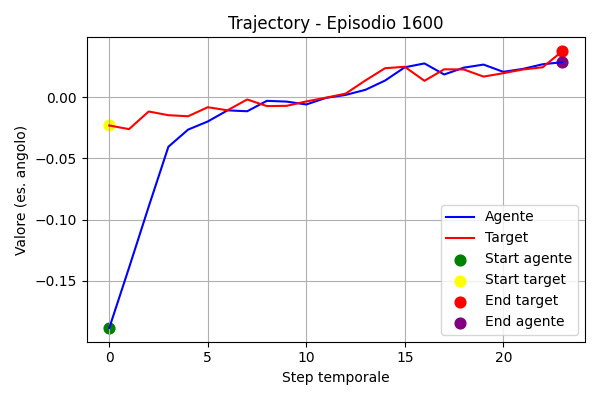 Trajectory - Episodio 1600
Valore (es. angolo)
0.00
−0.05
−0.10
−0.15
0
5
10
15
20
Step temporale
Agente
Target
Start agente
Start target
End target
End agente